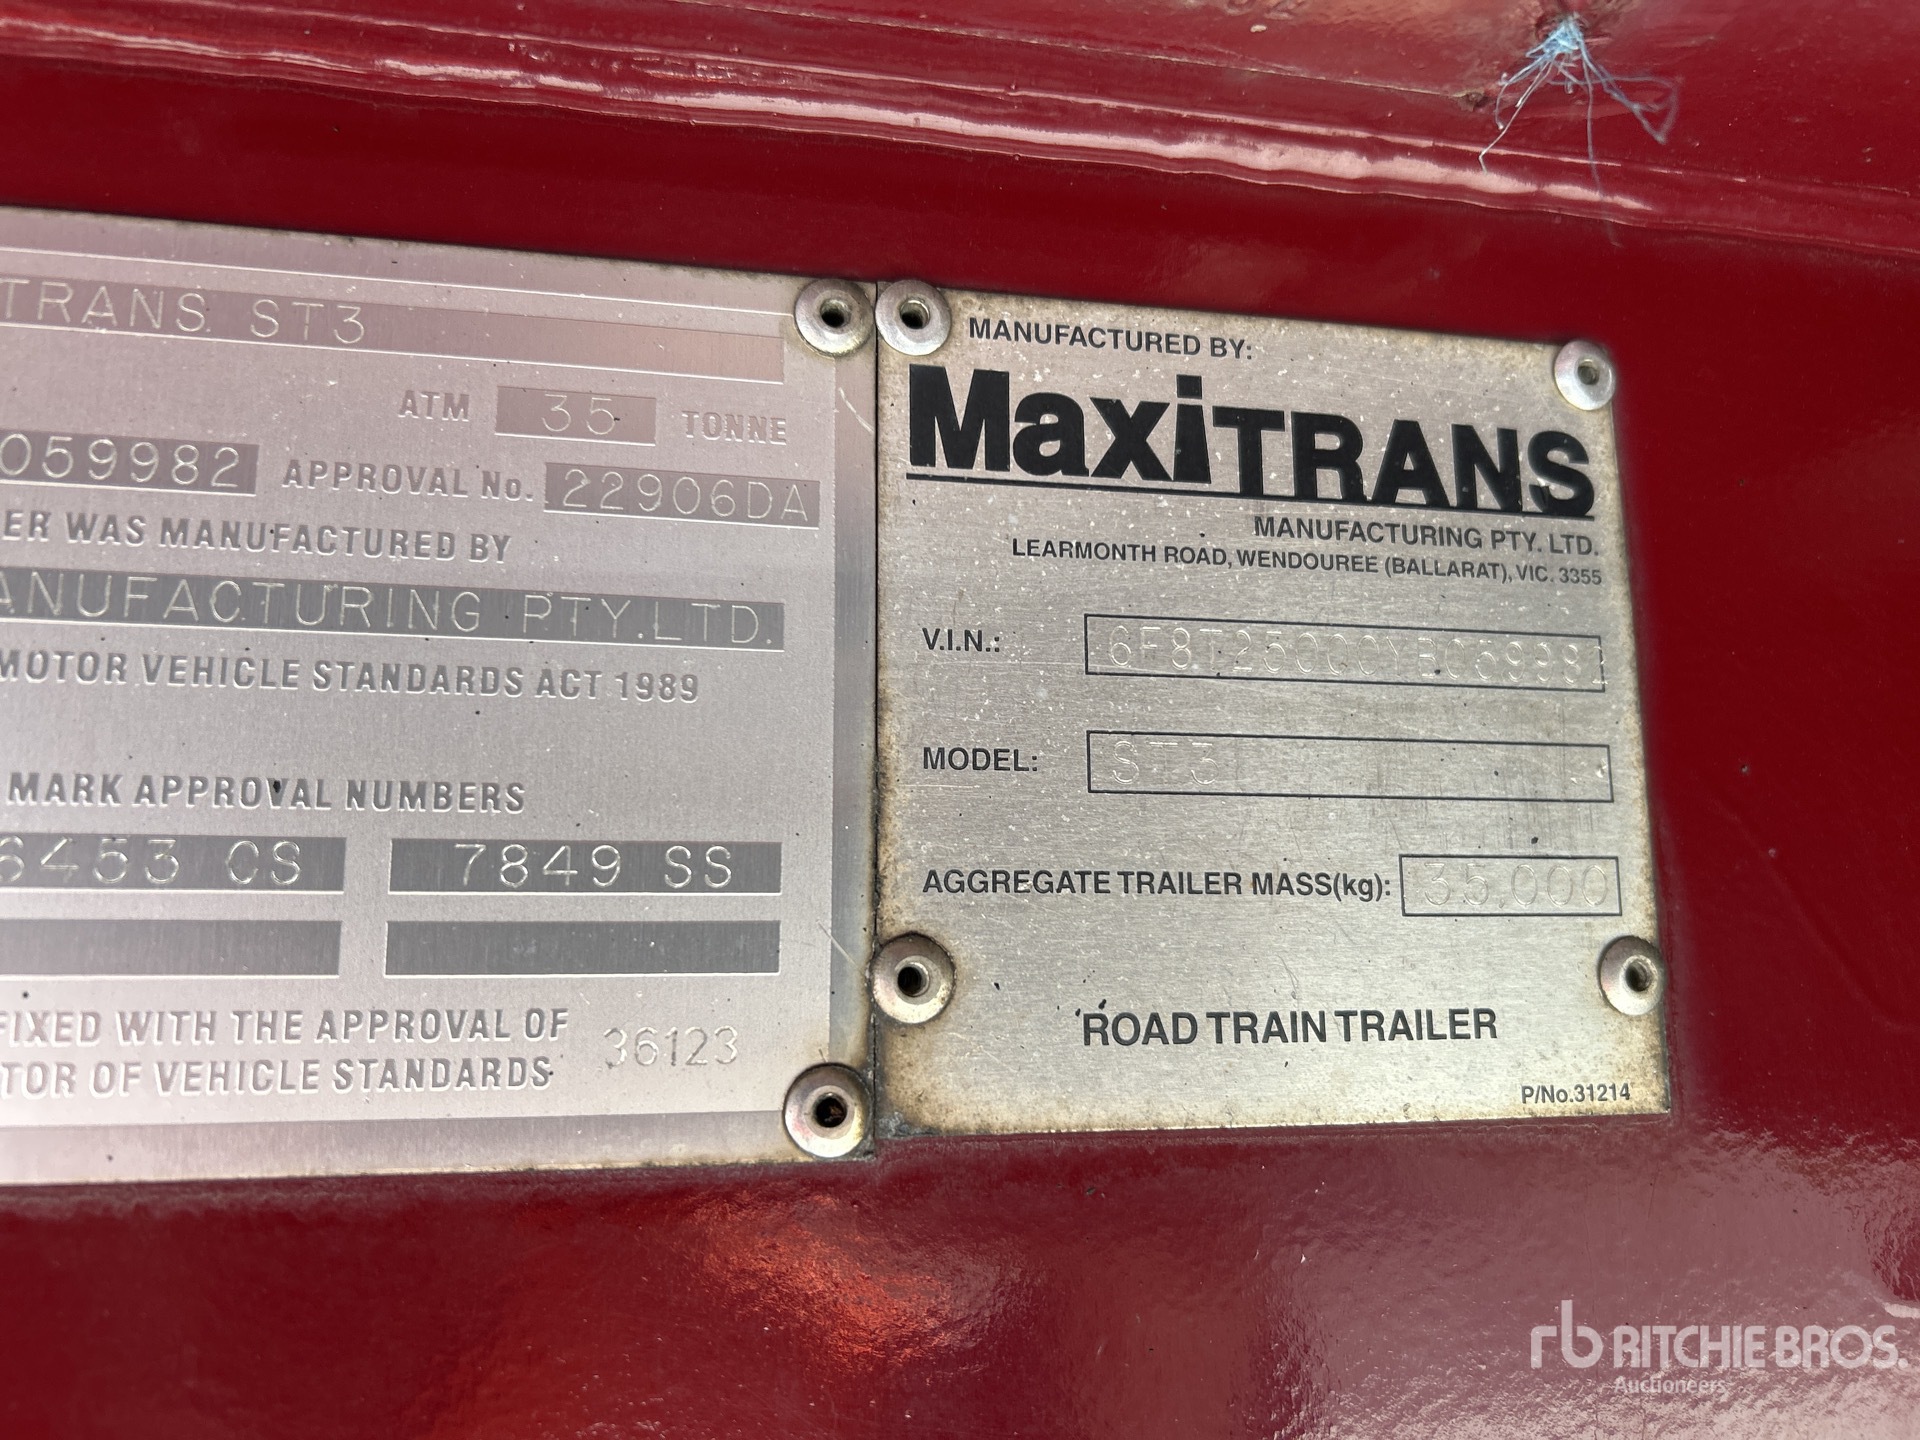 TRANS ST3
ATM 35 TONNE
059982 APPROVAL No. 22906DA
ER WAS MANUFACTURED BY
ANUFACTURING PTY.LTD.
MOTOR VEHICLE STANDARDS ACT 1989
MARK APPROVAL NUMBERS
6453 CS 7849 SS
FIXED WITH THE APPROVAL OF
TOR OF VEHICLE STANDARDS 36123
MANUFACTURED BY:
MaxiTRANS
MANUFACTURING PTY. LTD.
LEARMONTH ROAD, WENDOUREE (BALLARAT), VIC. 3355
V.I.N.:
MODEL: ST3
AGGREGATE TRAILER MASS(kg): 35,000
ROAD TRAIN TRAILER
P/No.31214
rb RITCHIE BROS.
Auctioneers